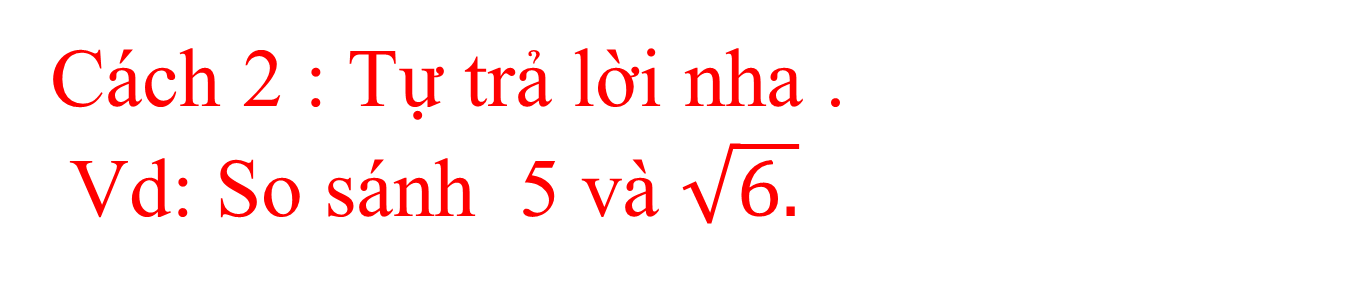 Cách 2 : Tự trả lời nha .
Vd: So sánh 5 và √6.